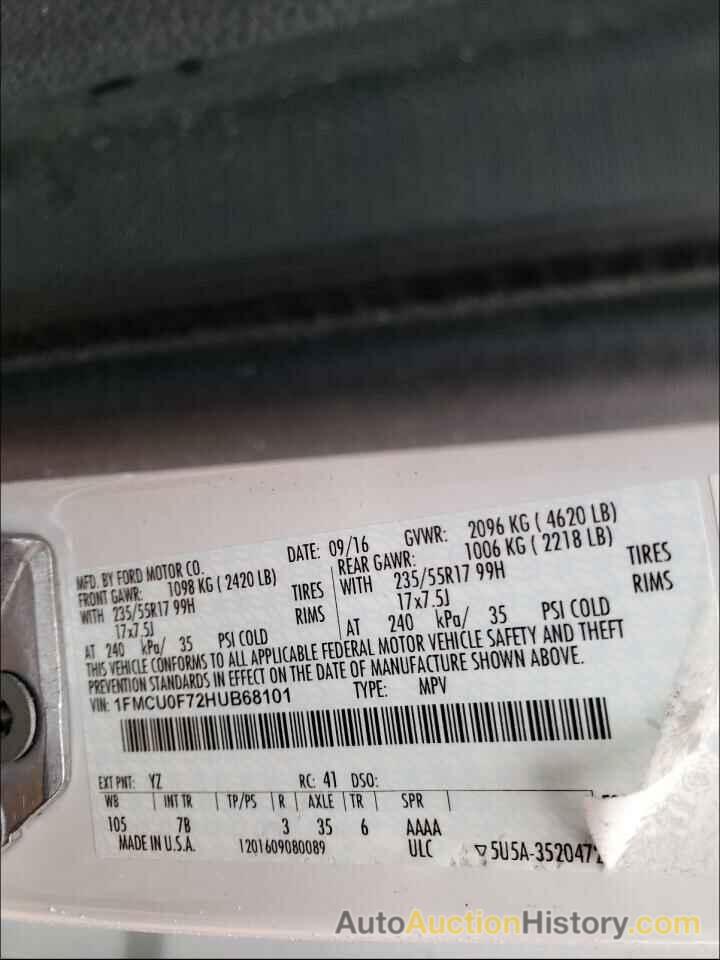 MFD. BY FORD MOTOR CO. DATE: 09/16 GVWR: 2096 KG ( 4620 LB)
FRONT GAWR: 1098 KG ( 2420 LB) REAR GAWR: 1006 KG ( 2218 LB)
WITH 235/55R17 99H TIRES WITH 235/55R17 99H TIRES
17x7.5J RIMS 17x7.5J RIMS
AT 240 kPa/ 35 PSI COLD AT 240 kPa/ 35 PSI COLD
THIS VEHICLE CONFORMS TO ALL APPLICABLE FEDERAL MOTOR VEHICLE SAFETY AND THEFT
PREVENTION STANDARDS IN EFFECT ON THE DATE OF MANUFACTURE SHOWN ABOVE.
VIN: 1FMCU0F72HUB68101 TYPE: MPV
EXT PNT: YZ RC: 41 DSO:
WB INT TR TP/PS R AXLE TR SPR
105 7B 3 35 6 AAAA
MADE IN U.S.A. 1201609080089 ULC ▽5U5A-3520472
AutoAuctionHistory.com